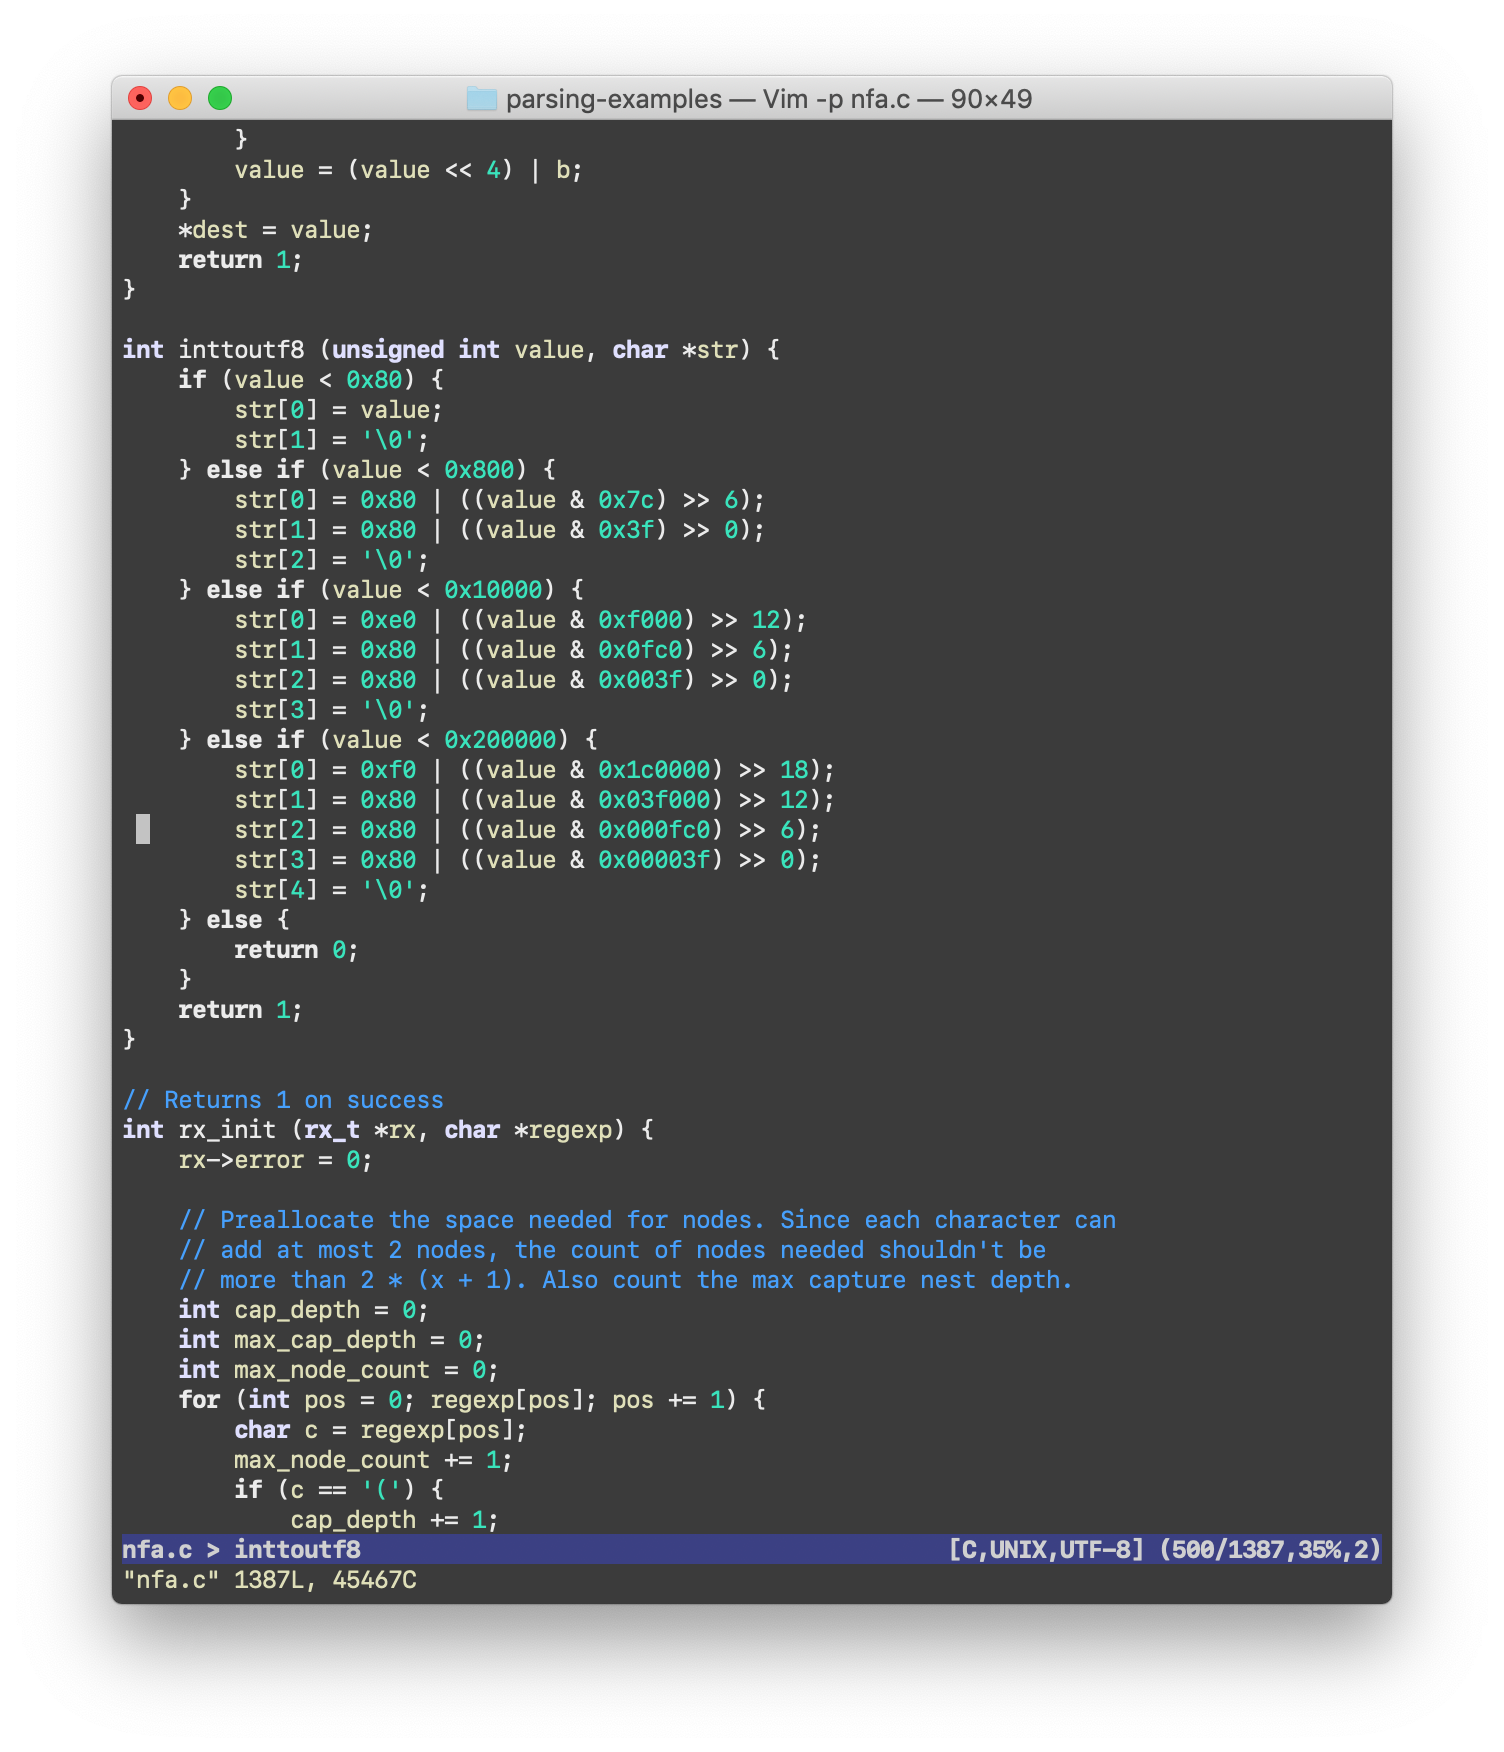 parsing-examples — Vim -p nfa.c — 90×49
        }
        value = (value << 4) | b;
    }
    *dest = value;
    return 1;
}

int inttoutf8 (unsigned int value, char *str) {
    if (value < 0x80) {
        str[0] = value;
        str[1] = '\0';
    } else if (value < 0x800) {
        str[0] = 0x80 | ((value & 0x7c) >> 6);
        str[1] = 0x80 | ((value & 0x3f) >> 0);
        str[2] = '\0';
    } else if (value < 0x10000) {
        str[0] = 0xe0 | ((value & 0xf000) >> 12);
        str[1] = 0x80 | ((value & 0x0fc0) >> 6);
        str[2] = 0x80 | ((value & 0x003f) >> 0);
        str[3] = '\0';
    } else if (value < 0x200000) {
        str[0] = 0xf0 | ((value & 0x1c0000) >> 18);
        str[1] = 0x80 | ((value & 0x03f000) >> 12);
        str[2] = 0x80 | ((value & 0x000fc0) >> 6);
        str[3] = 0x80 | ((value & 0x00003f) >> 0);
        str[4] = '\0';
    } else {
        return 0;
    }
    return 1;
}

// Returns 1 on success
int rx_init (rx_t *rx, char *regexp) {
    rx->error = 0;

    // Preallocate the space needed for nodes. Since each character can
    // add at most 2 nodes, the count of nodes needed shouldn't be
    // more than 2 * (x + 1). Also count the max capture nest depth.
    int cap_depth = 0;
    int max_cap_depth = 0;
    int max_node_count = 0;
    for (int pos = 0; regexp[pos]; pos += 1) {
        char c = regexp[pos];
        max_node_count += 1;
        if (c == '(') {
            cap_depth += 1;
nfa.c > inttoutf8 [C,UNIX,UTF-8] (500/1387,35%,2)
"nfa.c" 1387L, 45467C